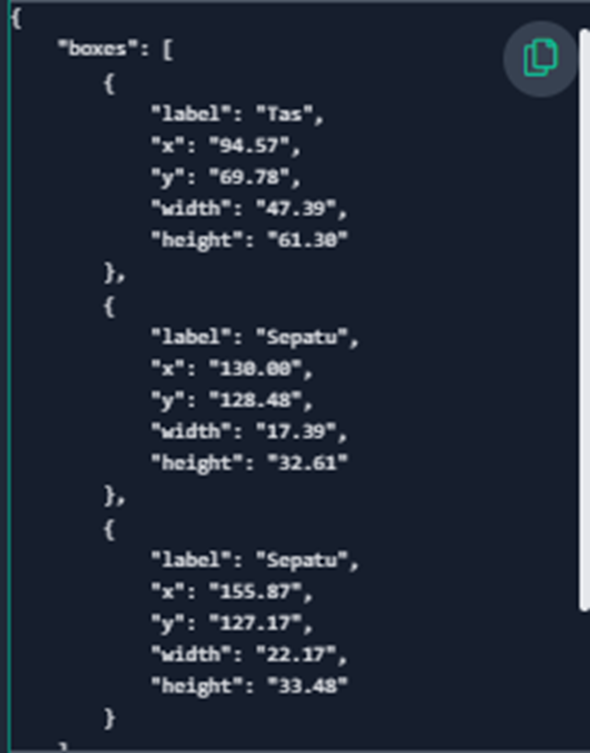 {
    "boxes": [
        {
            "label": "Tas",
            "x": "94.57",
            "y": "69.78",
            "width": "47.39",
            "height": "61.30"
        },
        {
            "label": "Sepatu",
            "x": "130.00",
            "y": "128.48",
            "width": "17.39",
            "height": "32.61"
        },
        {
            "label": "Sepatu",
            "x": "155.87",
            "y": "127.17",
            "width": "22.17",
            "height": "33.48"
        }
    ]